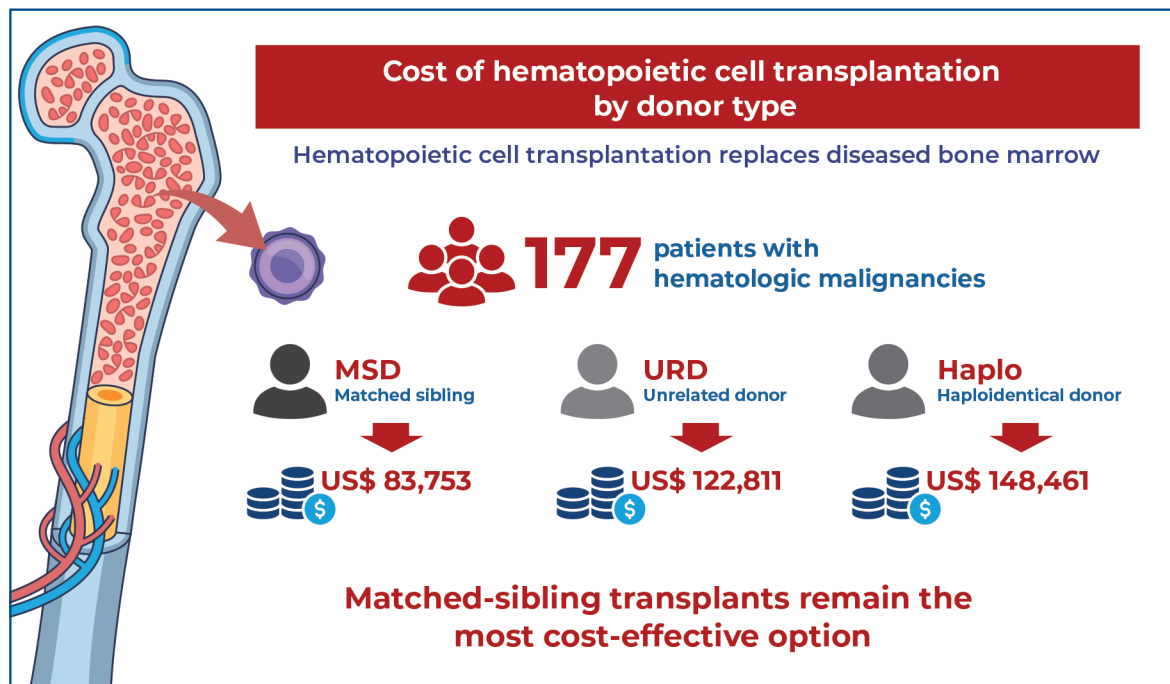 Cost of hematopoietic cell transplantation
by donor type
Hematopoietic cell transplantation replaces diseased bone marrow
177 patients with
hematologic malignancies
MSD
Matched sibling
URD
Unrelated donor
Haplo
Haploidentical donor
US$ 83,753
$
US$ 122,811
$
US$ 148,461
$
Matched-sibling transplants remain the
most cost-effective option